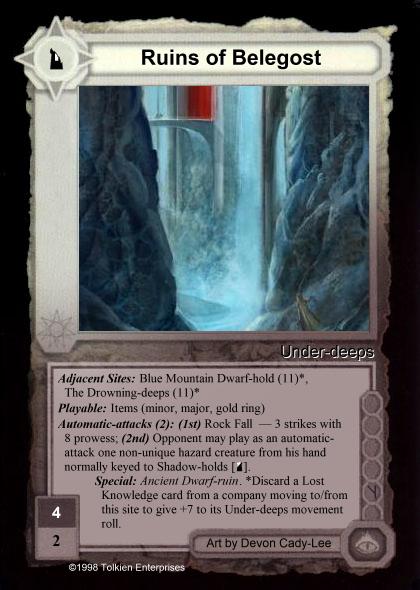 Ruins of Belegost
Under-deeps
Adjacent Sites: Blue Mountain Dwarf-hold (11)*,
The Drowning-deeps (11)*
Playable: Items (minor, major, gold ring)
Automatic-attacks (2): (1st) Rock Fall — 3 strikes with
8 prowess; (2nd) Opponent may play as an automatic-
attack one non-unique hazard creature from his hand
normally keyed to Shadow-holds [].
Special: Ancient Dwarf-ruin. *Discard a Lost
Knowledge card from a company moving to/from
this site to give +7 to its Under-deeps movement
roll.
4
2
Art by Devon Cady-Lee
©1998 Tolkien Enterprises